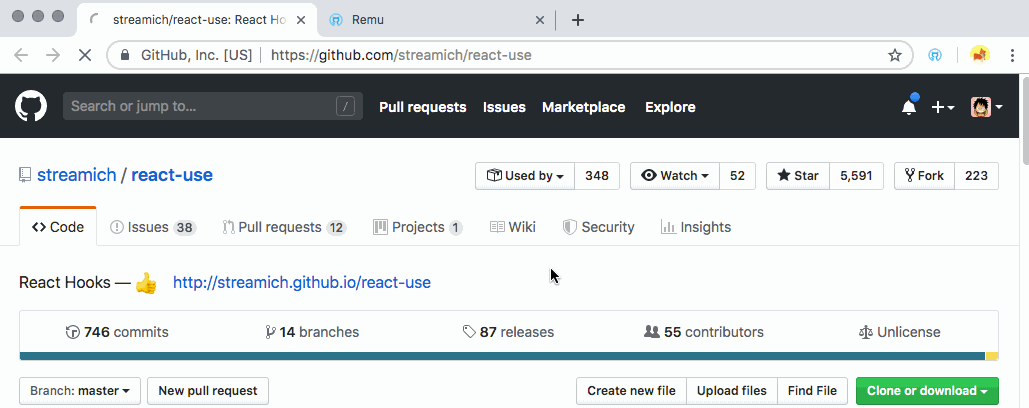 streamich/react-use: React Ho
Remu
GitHub, Inc. [US] https://github.com/streamich/react-use
Search or jump to... / Pull requests Issues Marketplace Explore
streamich / react-use Used by 348 Watch 52 Star 5,591 Fork 223
Code Issues 38 Pull requests 12 Projects 1 Wiki Security Insights
React Hooks — 👍 http://streamich.github.io/react-use
746 commits 14 branches 87 releases 55 contributors Unlicense
Branch: master New pull request Create new file Upload files Find File Clone or download